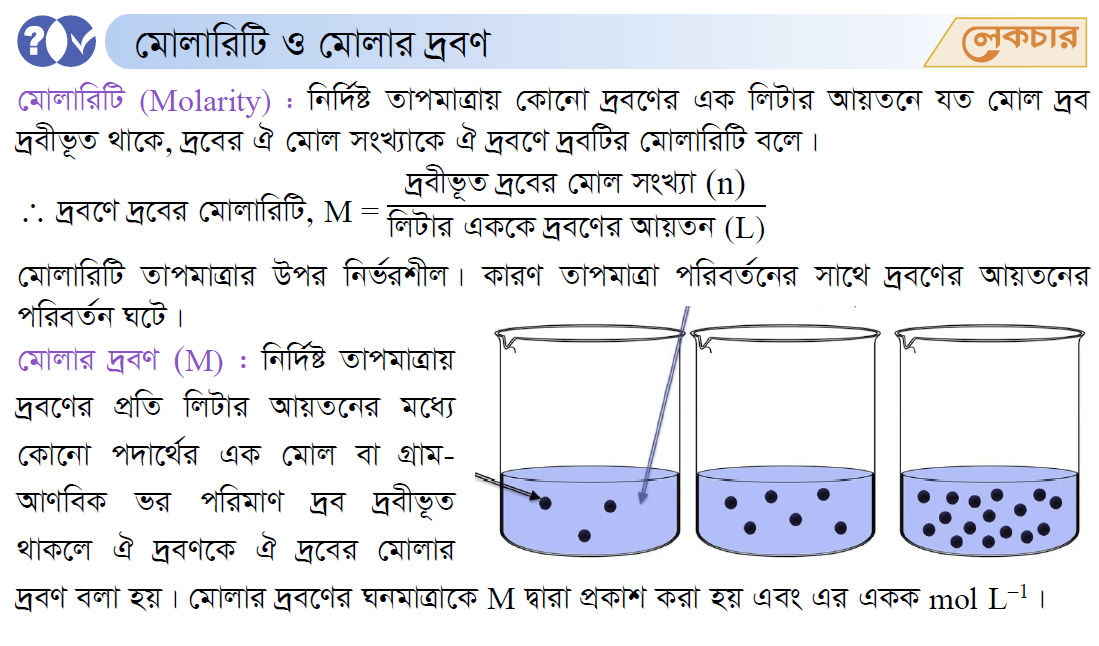 মোলারিটি ও মোলার দ্রবণ
লেকচার
মোলারিটি (Molarity) : নির্দিষ্ট তাপমাত্রায় কোনো দ্রবণের এক লিটার আয়তনে যত মোল দ্রব
দ্রবীভূত থাকে, দ্রবের ঐ মোল সংখ্যাকে ঐ দ্রবণে দ্রবটির মোলারিটি বলে।
∴ দ্রবণে দ্রবের মোলারিটি, M = দ্রবীভূত দ্রবের মোল সংখ্যা (n)
লিটার এককে দ্রবণের আয়তন (L)
মোলারিটি তাপমাত্রার উপর নির্ভরশীল। কারণ তাপমাত্রা পরিবর্তনের সাথে দ্রবণের আয়তনের
পরিবর্তন ঘটে।
মোলার দ্রবণ (M) : নির্দিষ্ট তাপমাত্রায়
দ্রবণের প্রতি লিটার আয়তনের মধ্যে
কোনো পদার্থের এক মোল বা গ্রাম-
আণবিক ভর পরিমাণ দ্রব দ্রবীভূত
থাকলে ঐ দ্রবণকে ঐ দ্রবের মোলার
দ্রবণ বলা হয়। মোলার দ্রবণের ঘনমাত্রাকে M দ্বারা প্রকাশ করা হয় এবং এর একক mol L⁻¹।